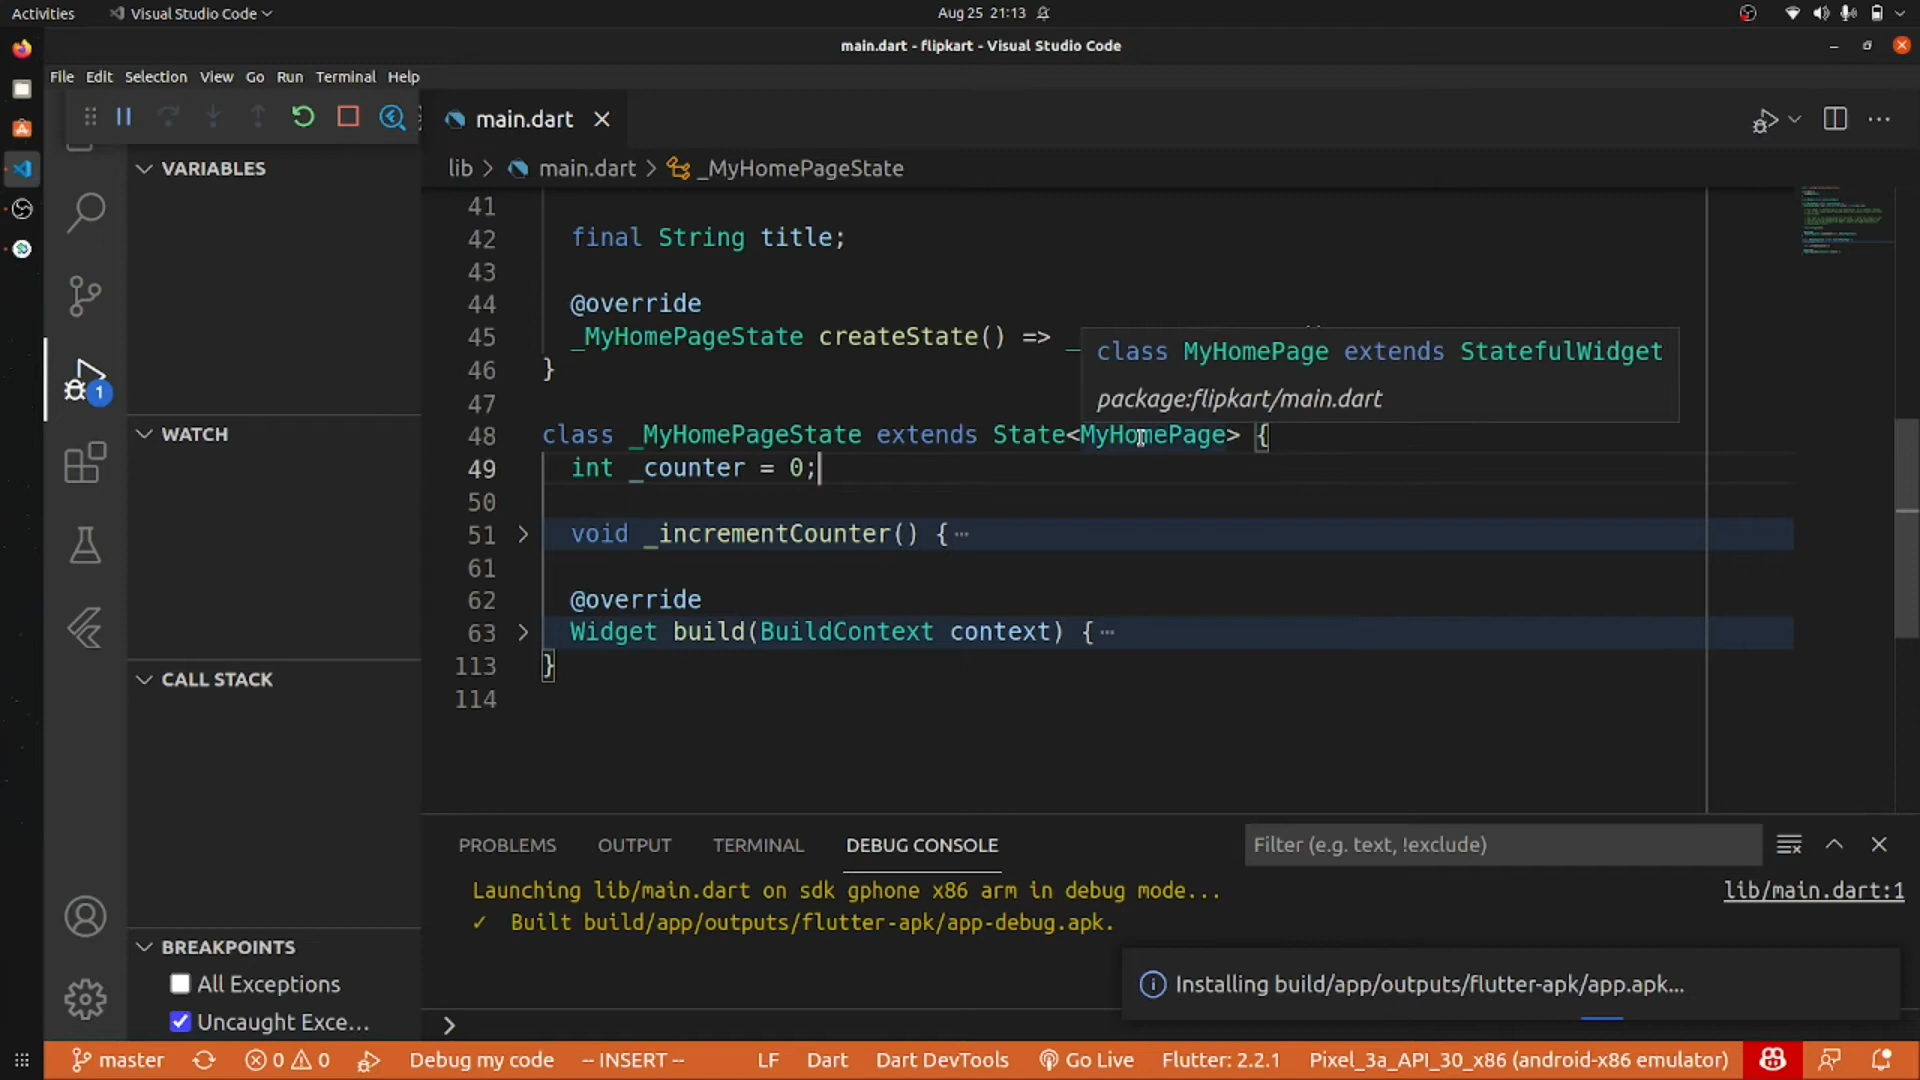 Activities
Visual Studio Code
Aug 25 21:13
main.dart - flipkart - Visual Studio Code
File Edit Selection View Go Run Terminal Help
main.dart
VARIABLES
lib > main.dart > _MyHomePageState
41
42 final String title;
43
44 @override
45 _MyHomePageState createState() => _
class MyHomePage extends StatefulWidget
package:flipkart/main.dart
46 }
47
48 class _MyHomePageState extends State<MyHomePage> {
WATCH
49 int _counter = 0;
50
51 void _incrementCounter() { ⋯
61
62 @override
63 Widget build(BuildContext context) { ⋯
113 }
CALL STACK
114
1
PROBLEMS OUTPUT TERMINAL DEBUG CONSOLE
Filter (e.g. text, !exclude)
Launching lib/main.dart on sdk gphone x86 arm in debug mode...
lib/main.dart:1
✓ Built build/app/outputs/flutter-apk/app-debug.apk.
BREAKPOINTS
All Exceptions
Uncaught Exce...
Installing build/app/outputs/flutter-apk/app.apk...
>
master 0 0 Debug my code -- INSERT -- LF Dart Dart DevTools Go Live Flutter: 2.2.1 Pixel_3a_API_30_x86 (android-x86 emulator)